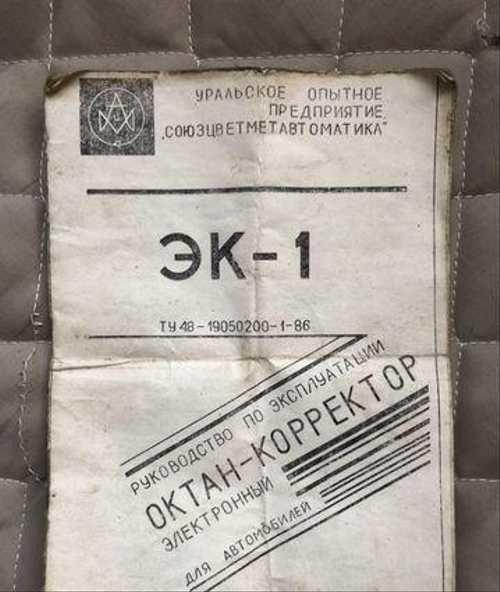 УРАЛЬСКОЕ ОПЫТНОЕ
ПРЕДПРИЯТИЕ
„СОЮЗЦВЕТМЕТАВТОМАТИКА"
ЭК-1
ТУ 48-19050200-1-86
РУКОВОДСТВО ПО ЭКСПЛУАТАЦИИ
ОКТАН-КОРРЕКТОР
ЭЛЕКТРОННЫЙ
ДЛЯ АВТОМОБИЛЕЙ